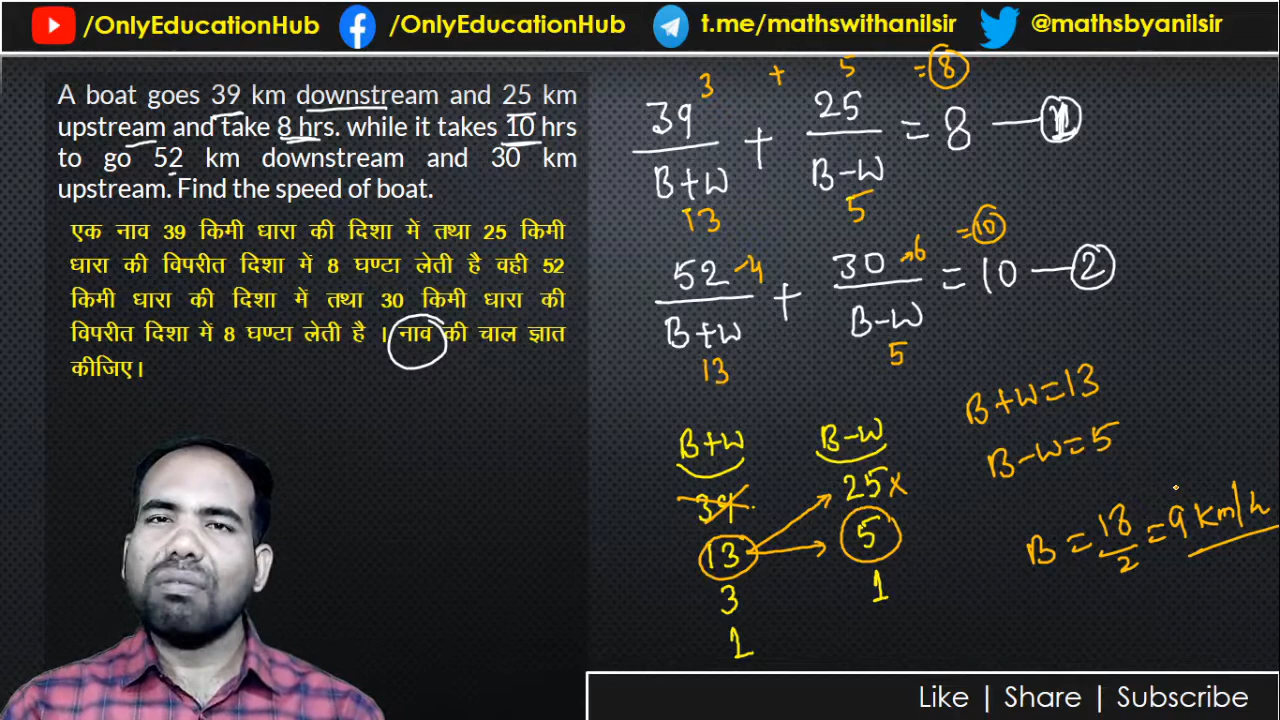 /OnlyEducationHub /OnlyEducationHub t.me/mathswithanilsir @mathsbyanilsir
A boat goes 39 km downstream and 25 km
upstream and take 8 hrs. while it takes 10 hrs
to go 52 km downstream and 30 km
upstream. Find the speed of boat.
एक नाव 39 किमी धारा की दिशा में तथा 25 किमी
धारा की विपरीत दिशा में 8 घण्टा लेती है वही 52
किमी धारा की दिशा में तथा 30 किमी धारा की
विपरीत दिशा में 8 घण्टा लेती है । नाव की चाल ज्ञात
कीजिए।
3 + 5 = 8
39 + 25 = 8 — 1
B+W B-W
13 5
= 10
52 → 4 + 30 → 6 = 10 — 2
B+W B-W
13 5
B+W=13
B-W=5
B = 18/2 = 9 km/h
B+W B-W
39 25 x
13 5
3 1
1
Like | Share | Subscribe